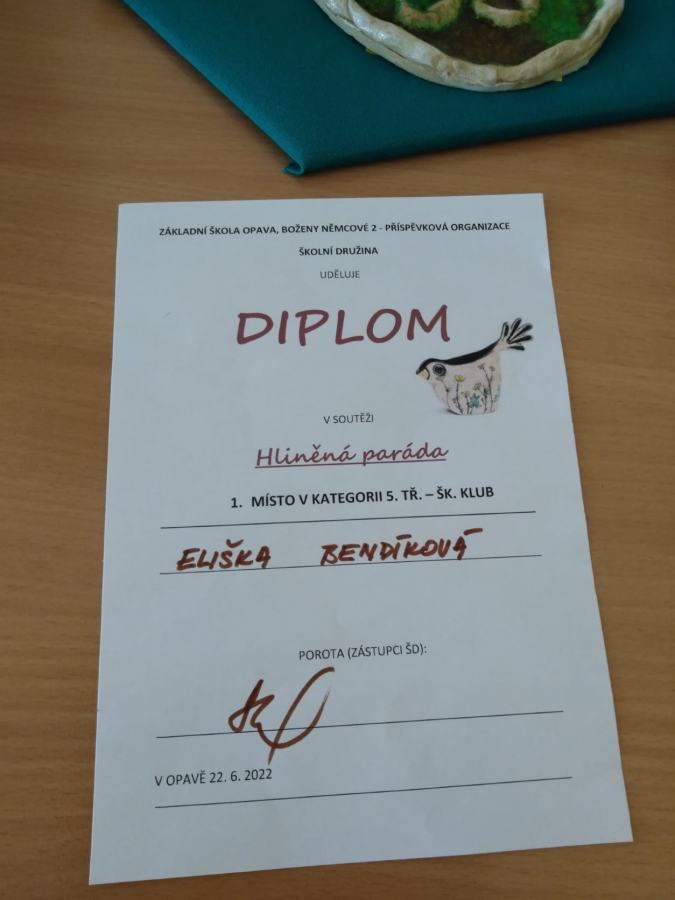 ZÁKLADNÍ ŠKOLA OPAVA, BOŽENY NĚMCOVÉ 2 - PŘÍSPĚVKOVÁ ORGANIZACE
ŠKOLNÍ DRUŽINA
UDĚLUJE
DIPLOM
V SOUTĚŽI
Hliněná paráda
1. MÍSTO V KATEGORII 5. TŘ. – ŠK. KLUB
ELIŠKA BENDÍKOVÁ
POROTA (ZÁSTUPCI ŠD):
V OPAVĚ 22. 6. 2022